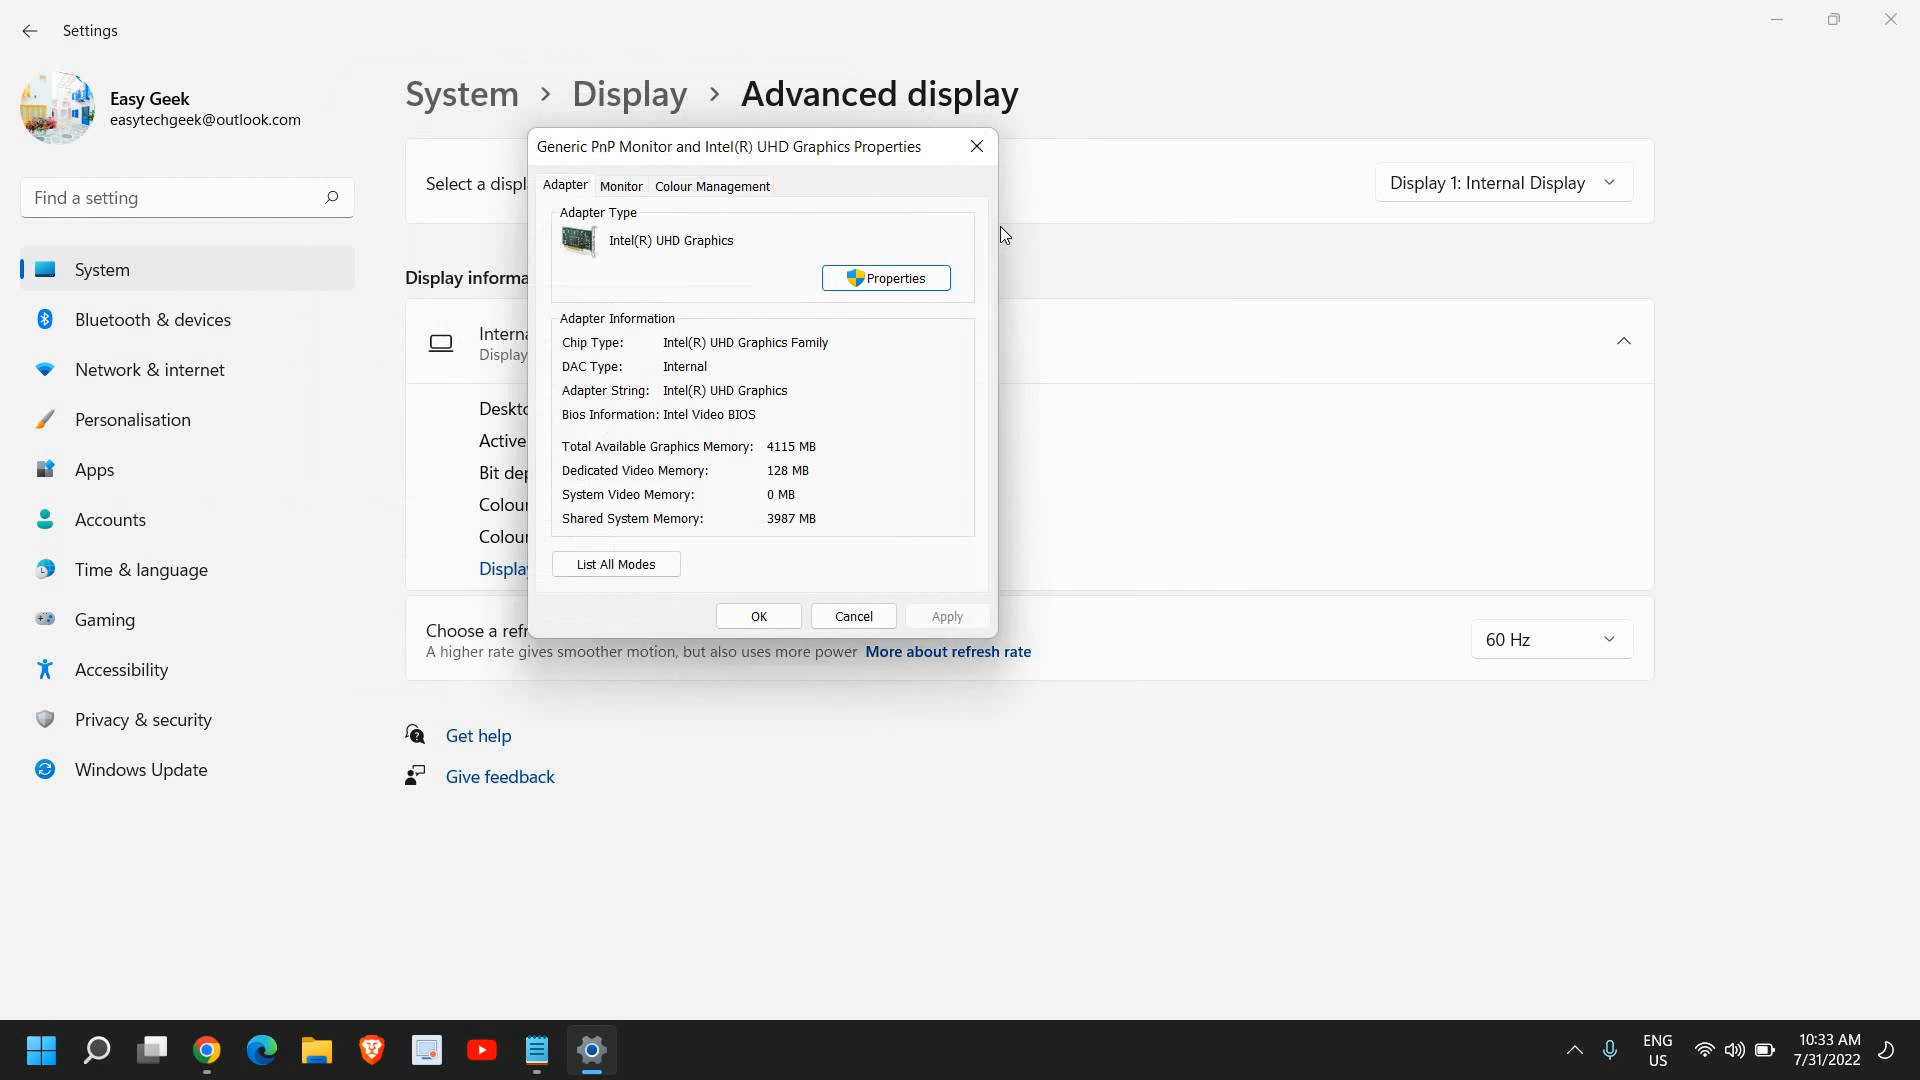 Settings
Easy Geek
easytechgeek@outlook.com
Find a setting
System
Bluetooth & devices
Network & internet
Personalisation
Apps
Accounts
Time & language
Gaming
Accessibility
Privacy & security
Windows Update
System > Display > Advanced display
Select a displ
Display 1: Internal Display
Display informa
Interna
Display
Deskto
Active
Bit dep
Colour
Colour
Display
Choose a refr
60 Hz
A higher rate gives smoother motion, but also uses more power More about refresh rate
Get help
Give feedback
Generic PnP Monitor and Intel(R) UHD Graphics Properties
Adapter Monitor Colour Management
Adapter Type
Intel(R) UHD Graphics
Properties
Adapter Information
Chip Type: Intel(R) UHD Graphics Family
DAC Type: Internal
Adapter String: Intel(R) UHD Graphics
Bios Information: Intel Video BIOS
Total Available Graphics Memory: 4115 MB
Dedicated Video Memory: 128 MB
System Video Memory: 0 MB
Shared System Memory: 3987 MB
List All Modes
OK Cancel Apply
ENG
US
10:33 AM
7/31/2022